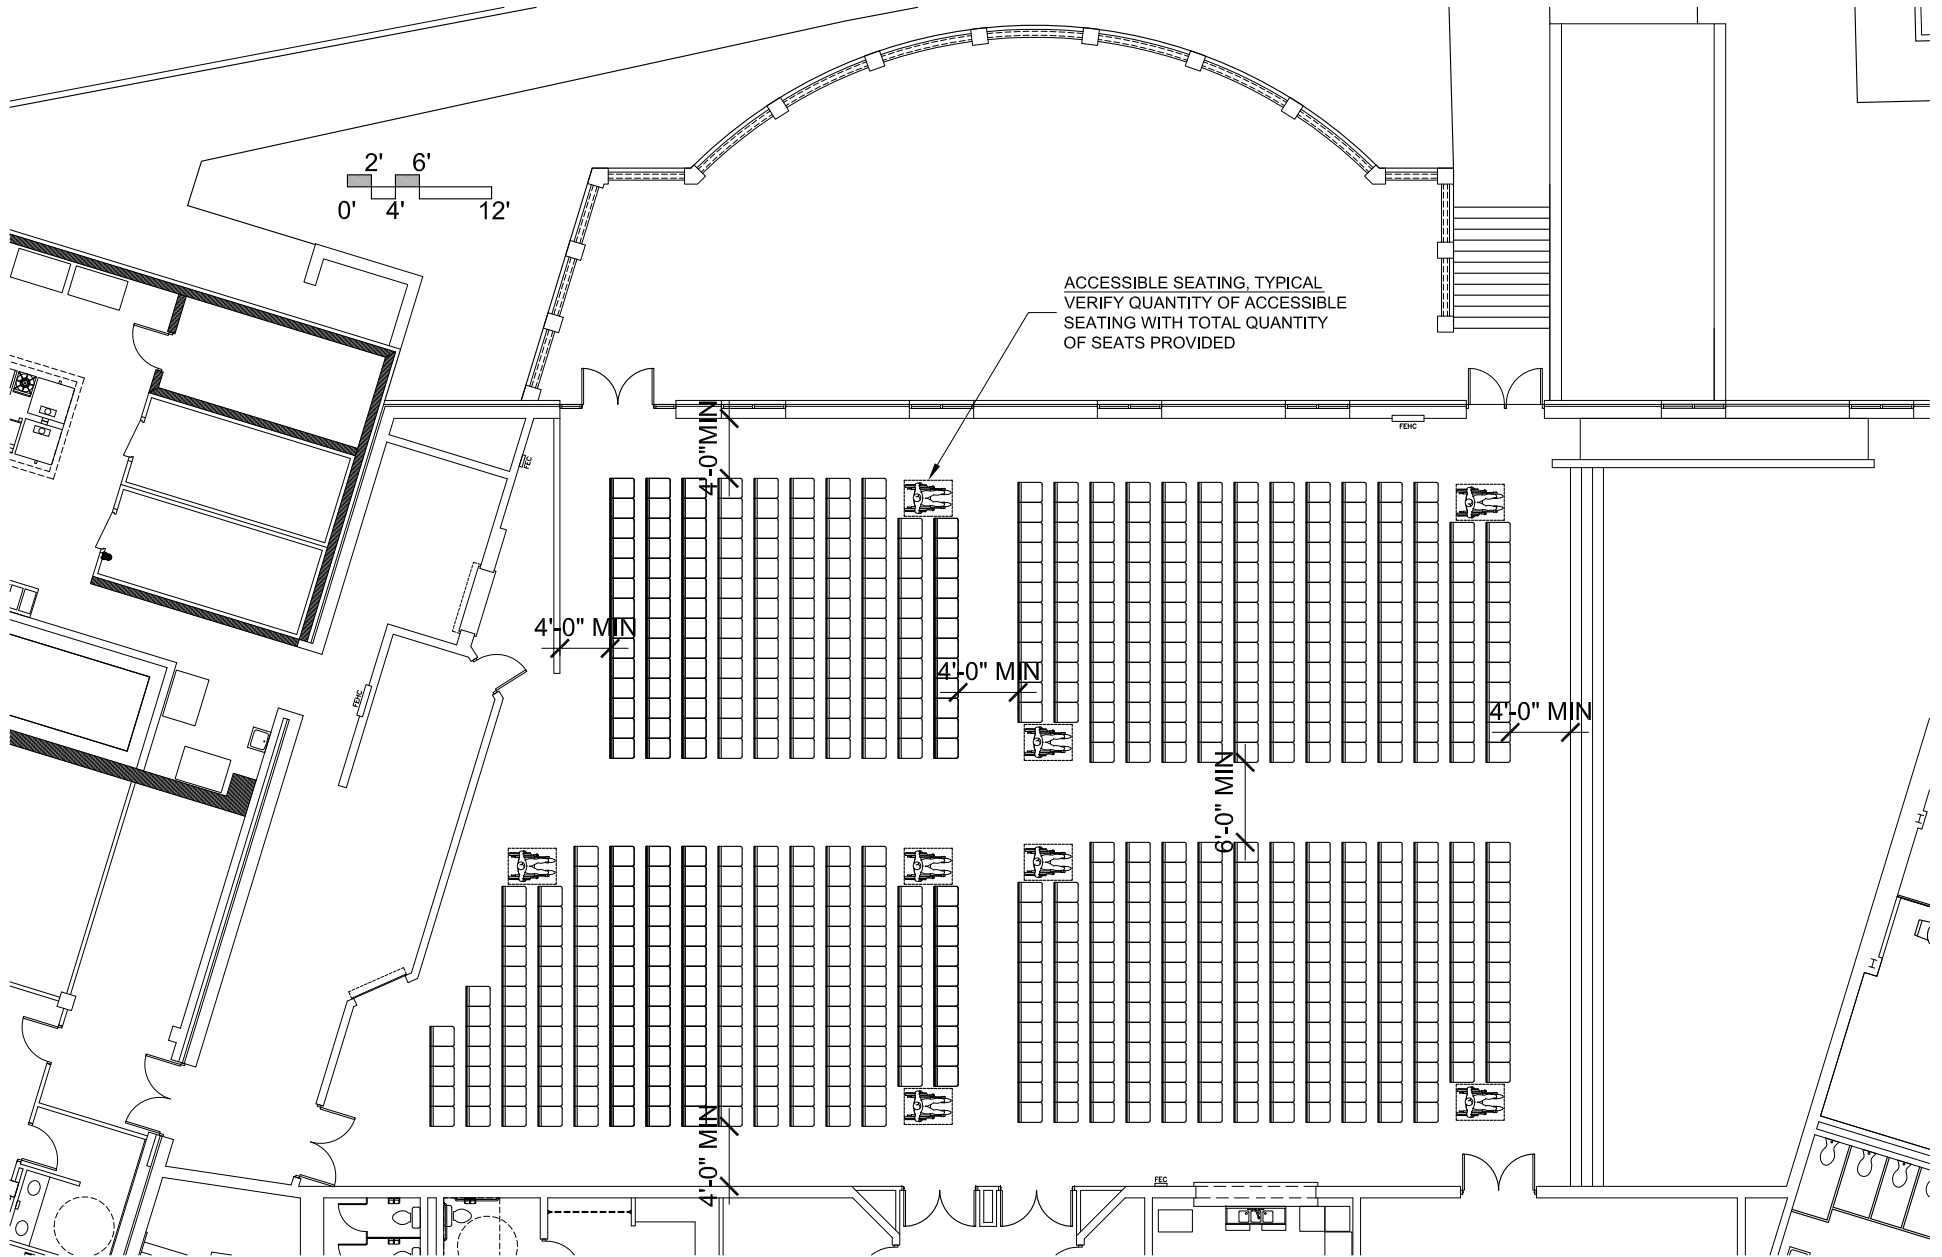 2' 6'
0' 4' 12'
ACCESSIBLE SEATING, TYPICAL
VERIFY QUANTITY OF ACCESSIBLE
SEATING WITH TOTAL QUANTITY
OF SEATS PROVIDED
4'-0"MIN
FEHC
FEC
4'-0" MIN
4'-0" MIN
FEHC
4'-0" MIN
6'-0" MIN
4'-0" MIN
FEC